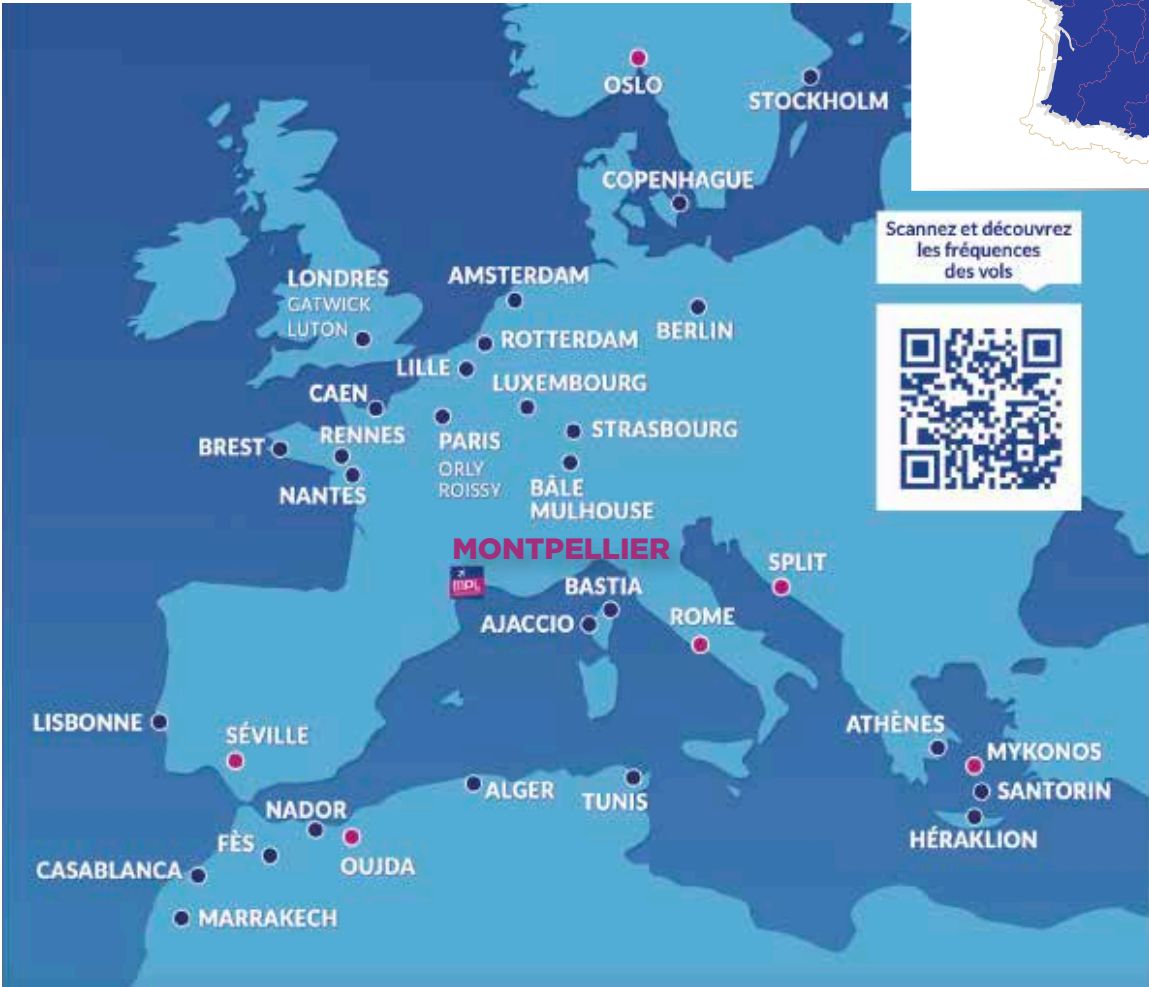 OSLO
STOCKHOLM
COPENHAGUE
Scannez et découvrez
les fréquences
des vols
LONDRES
GATWICK
LUTON
AMSTERDAM
BERLIN
ROTTERDAM
LILLE
LUXEMBOURG
CAEN
STRASBOURG
BREST
RENNES
PARIS
ORLY
ROISSY
NANTES
BÂLE
MULHOUSE
MONTPELLIER
mpl
BASTIA
SPLIT
AJACCIO
ROME
LISBONNE
SÉVILLE
ATHÈNES
MYKONOS
SANTORIN
HÉRAKLION
ALGER
TUNIS
NADOR
FÈS
OUJDA
CASABLANCA
MARRAKECH